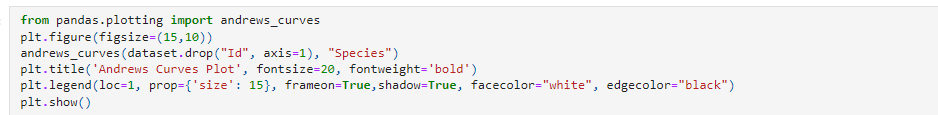 from pandas.plotting import andrews_curves
plt.figure(figsize=(15,10))
andrews_curves(dataset.drop("Id", axis=1), "Species")
plt.title('Andrews Curves Plot', fontsize=20, fontweight='bold')
plt.legend(loc=1, prop={'size': 15}, frameon=True,shadow=True, facecolor="white", edgecolor="black")
plt.show()